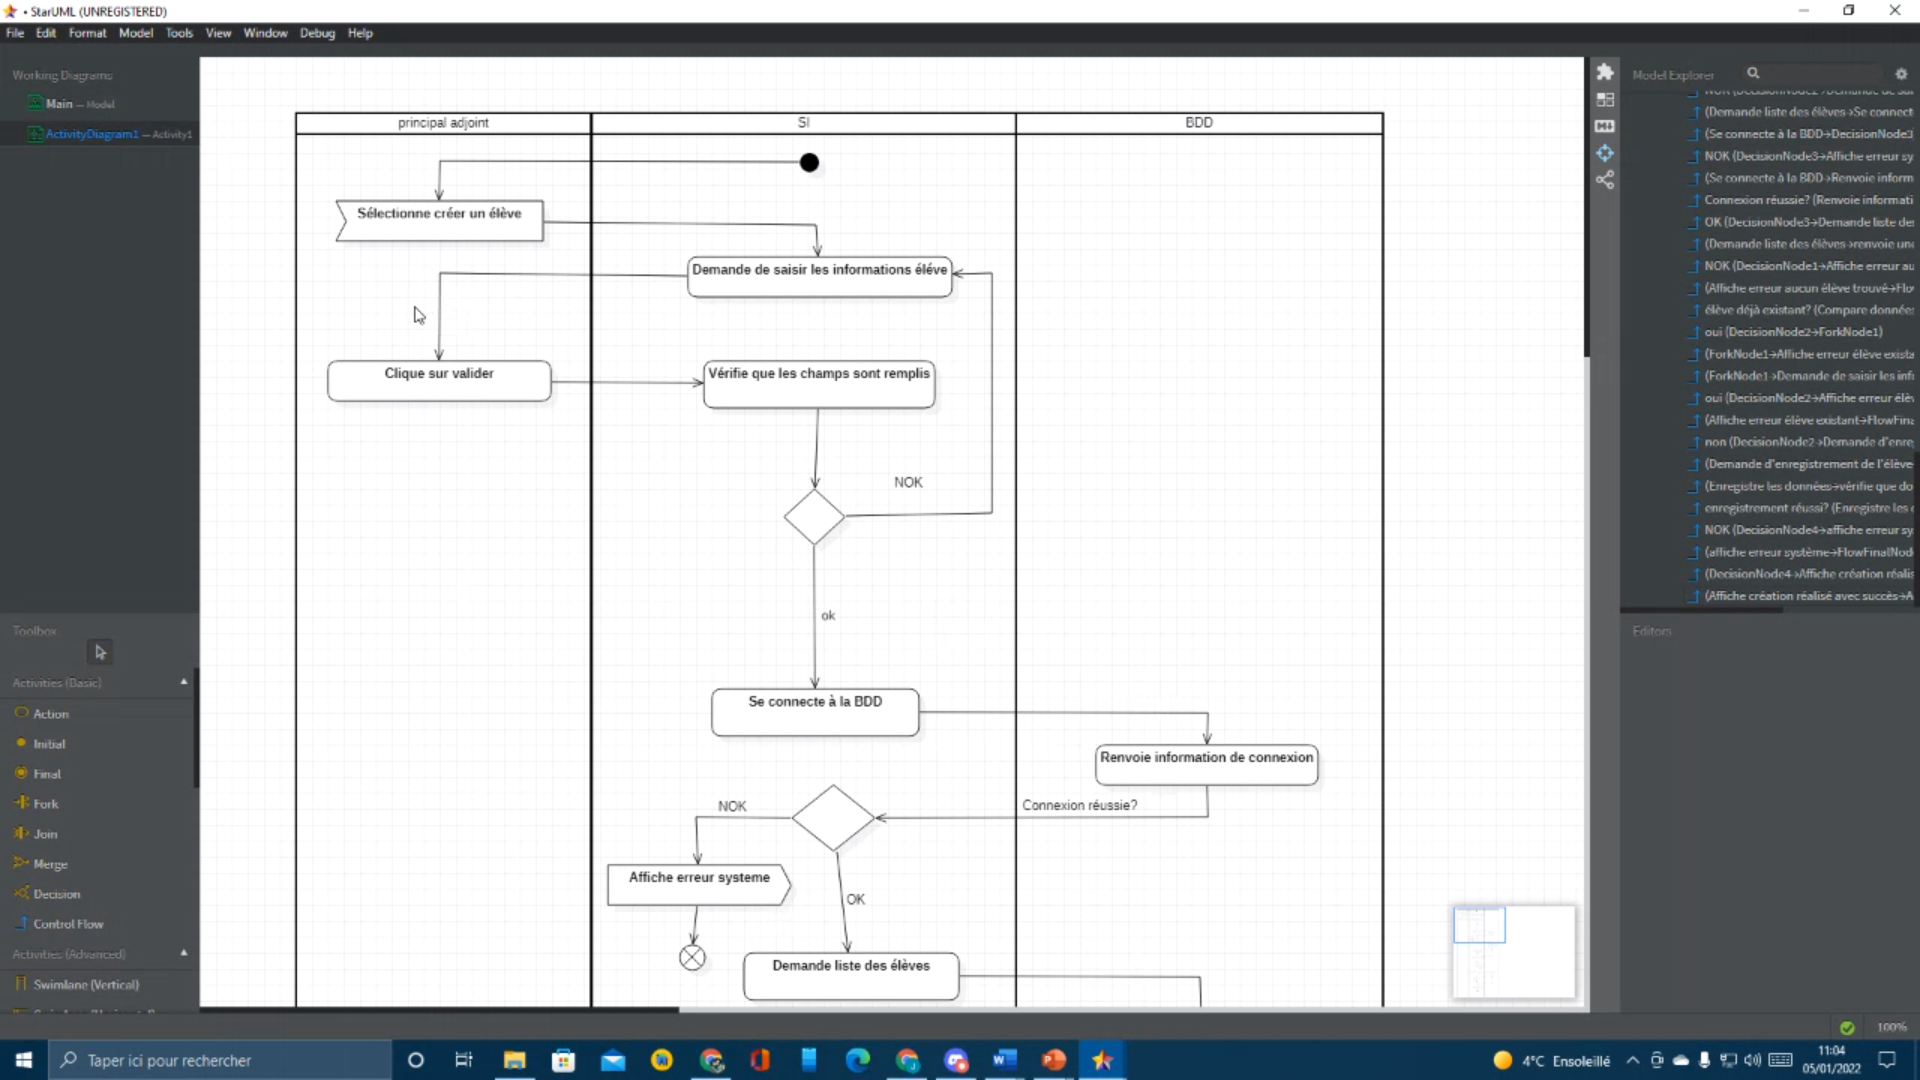 • StarUML (UNREGISTERED)
File Edit Format Model Tools View Window Debug Help
Working Diagrams
Main — Model
ActivityDiagram1 — Activity1
Toolbox
Activities (Basic)
Action
Initial
Final
Fork
Join
Merge
Decision
Control Flow
Activities (Advanced)
Swimlane (Vertical)
principal adjoint
SI
BDD
Sélectionne créer un élève
Demande de saisir les informations éléve
Clique sur valider
Vérifie que les champs sont remplis
NOK
ok
Se connecte à la BDD
Renvoie information de connexion
Connexion réussie?
NOK
Affiche erreur systeme
OK
Demande liste des élèves
Model Explorer
(Demande liste des élèves→Se connect
(Se connecte à la BDD→DecisionNode3
NOK (DecisionNode3→Affiche erreur sy
(Se connecte à la BDD→Renvoie inform
Connexion réussie? (Renvoie informati
OK (DecisionNode3→Demande liste de
(Demande liste des élèves→renvoie un
NOK (DecisionNode1→Affiche erreur au
(Affiche erreur aucun élève trouvé→Flo
élève déjà existant? (Compare donnée
oui (DecisionNode2→ForkNode1)
(ForkNode1→Affiche erreur élève exista
(ForkNode1→Demande de saisir les inf
oui (DecisionNode2→Affiche erreur élè
(Affiche erreur élève existant→FlowFin
non (DecisionNode2→Demande d'enre
(Demande d'enregistrement de l'élève
(Enregistre les données→vérifie que do
enregistrement réussi? (Enregistre les
NOK (DecisionNode4→affiche erreur sy
(affiche erreur système→FlowFinalNod
(DecisionNode4→Affiche création réalis
(Affiche création réalisé avec succès→A
Editors
100%
Taper ici pour rechercher
4°C Ensoleillé
11:04
05/01/2022